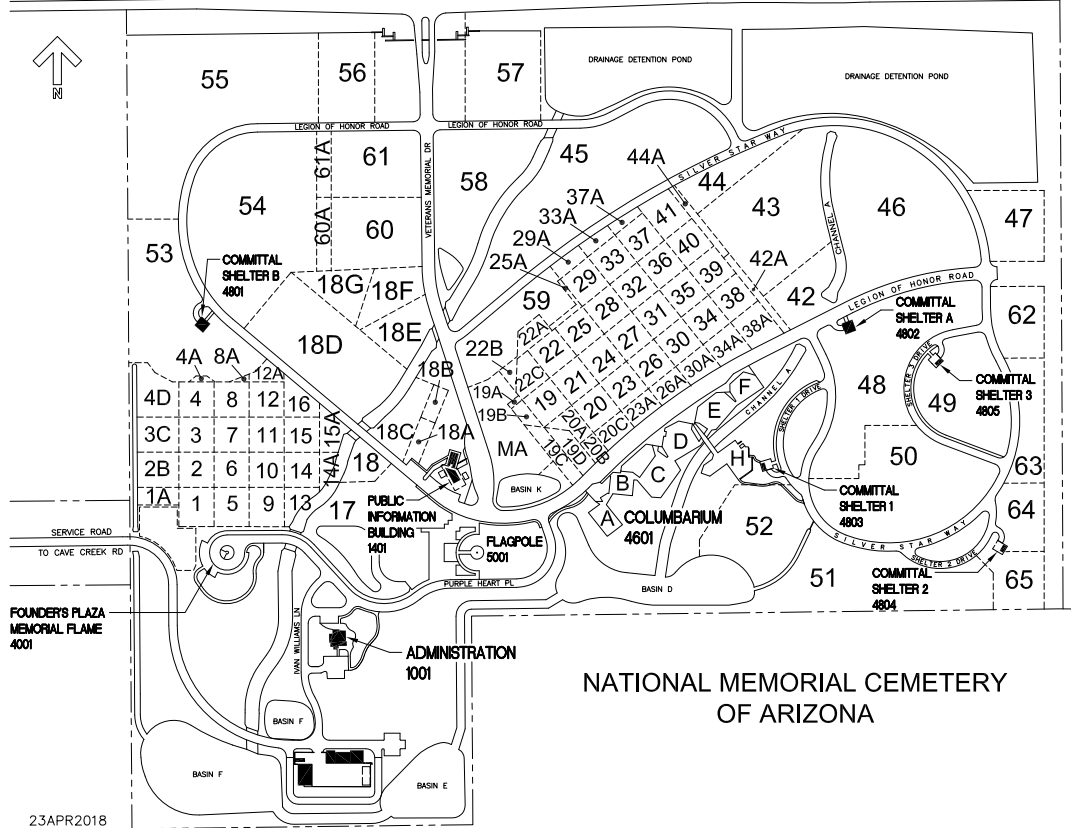 N
55
56
57
DRAINAGE DETENTION POND
DRAINAGE DETENTION POND
LEGION OF HONOR ROAD
LEGION OF HONOR ROAD
61A
61
VETERANS MEMORIAL DR
58
45
SILVER STAR WAY
44A
44
43
CHANNEL A
46
47
54
60A
60
53
37A
33A
29A
25A
41
37
33
29
40
36
32
28
42A
42
39
35
31
27
38
34
30
26
38A
34A
30A
26A
LEGION OF HONOR ROAD
COMMITTAL
SHELTER B
4801
18G
18F
18E
18D
59
22A
22B
22C
22
25
COMMITTAL
SHELTER A
4802
62
4A
8A
12A
18B
19A
19B
19
21
24
20
23
20A
20C
23A
20B
19D
19C
F
E
D
C
B
A
H
CHANNEL A
SHELTER 1 DRIVE
48
SHELTER 3 DRIVE
49
COMMITTAL
SHELTER 3
4805
4D
4
8
12
16
3C
3
7
11
15
15A
2B
2
6
10
14
14A
1A
1
5
9
13
18C
18A
18
MA
BASIN K
50
63
64
65
17
PUBLIC
INFORMATION
BUILDING
1401
FLAGPOLE
5001
COLUMBARIUM
4601
52
COMMITTAL
SHELTER 1
4803
SILVER STAR WAY
SHELTER 2 DRIVE
COMMITTAL
SHELTER 2
4804
51
SERVICE ROAD
TO CAVE CREEK RD
PURPLE HEART PL
BASIN D
FOUNDER'S PLAZA
MEMORIAL FLAME
4001
IVAN WILLIAMS LN
ADMINISTRATION
1001
NATIONAL MEMORIAL CEMETERY
OF ARIZONA
BASIN F
BASIN F
BASIN E
23APR2018